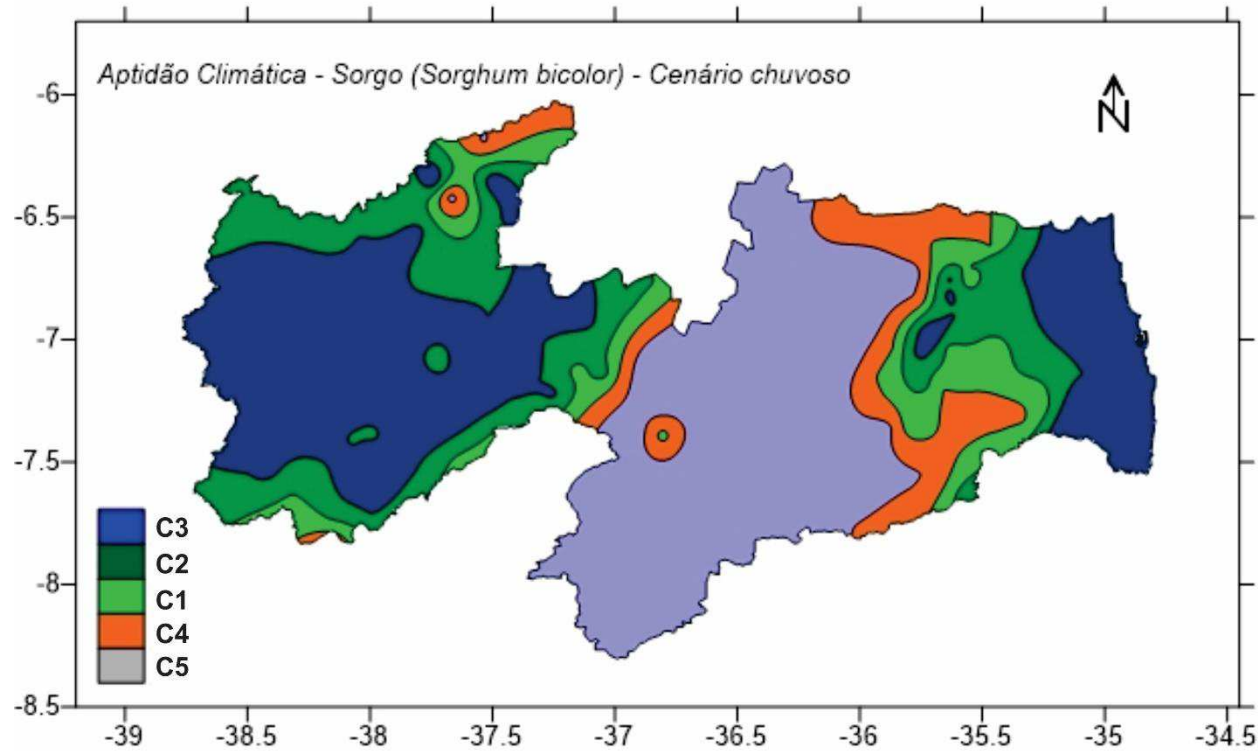 Aptidão Climática - Sorgo (Sorghum bicolor) - Cenário chuvoso
N
-6
-6.5
-7
-7.5
-8
-8.5
C3
C2
C1
C4
C5
-39
-38.5
-38
-37.5
-37
-36.5
-36
-35.5
-35
-34.5